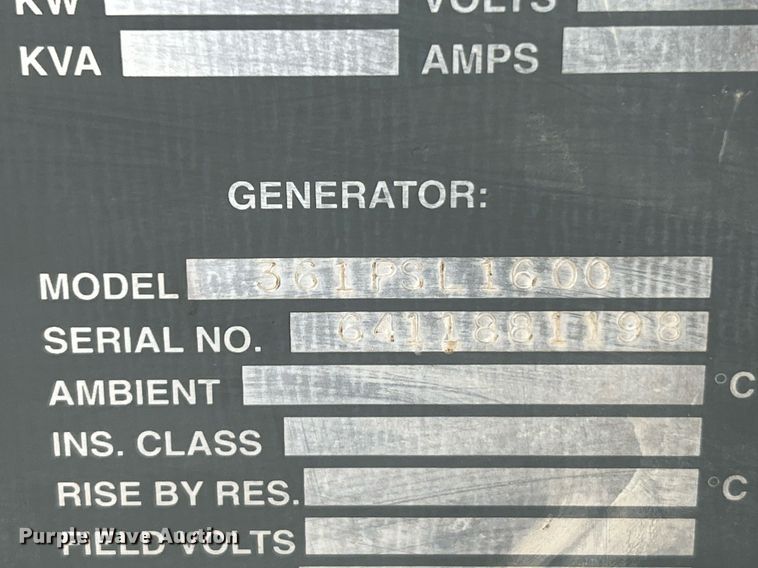 KW VOLTS
KVA AMPS
GENERATOR:
MODEL 361PSL1600
SERIAL NO. 6411881198
AMBIENT °C
INS. CLASS
RISE BY RES. °C
FIELD VOLTS
Purple Wave Auction